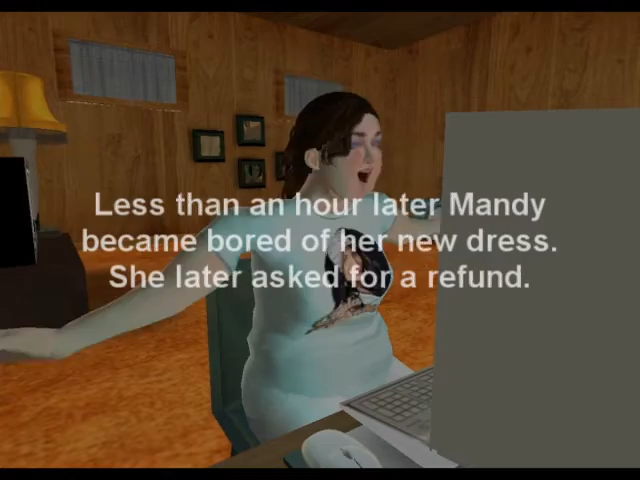 Less than an hour later Mandy
became bored of her new dress.
She later asked for a refund.